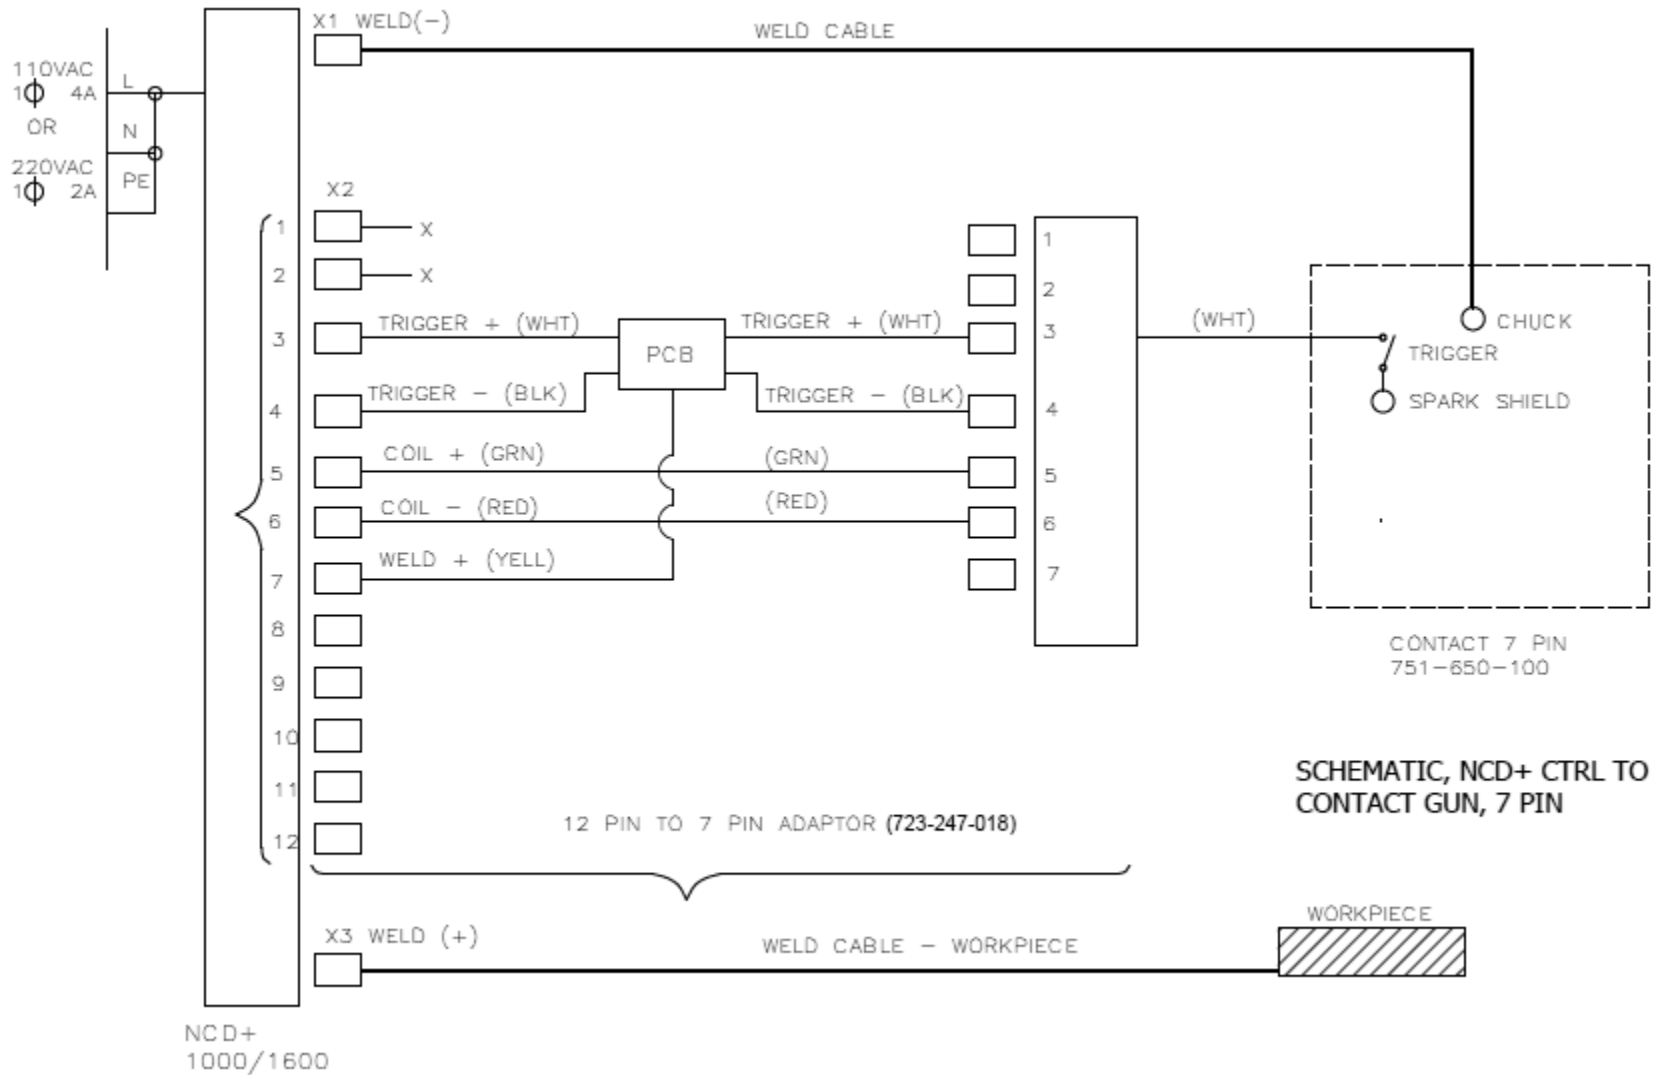 X1 WELD(-)
WELD CABLE
110VAC
1ϕ 4A
OR
220VAC
1ϕ 2A
L
N
PE
X2
1
X
2
X
3
TRIGGER + (WHT)
4
TRIGGER - (BLK)
5
COIL + (GRN)
6
COIL - (RED)
7
WELD + (YELL)
8
9
10
11
12
PCB
TRIGGER + (WHT)
TRIGGER - (BLK)
(GRN)
(RED)
1
2
3
4
5
6
7
(WHT)
CHUCK
TRIGGER
SPARK SHIELD
CONTACT 7 PIN
751-650-100
SCHEMATIC, NCD+ CTRL TO
CONTACT GUN, 7 PIN
12 PIN TO 7 PIN ADAPTOR (723-247-018)
X3 WELD (+)
WELD CABLE - WORKPIECE
WORKPIECE
NCD+
1000/1600